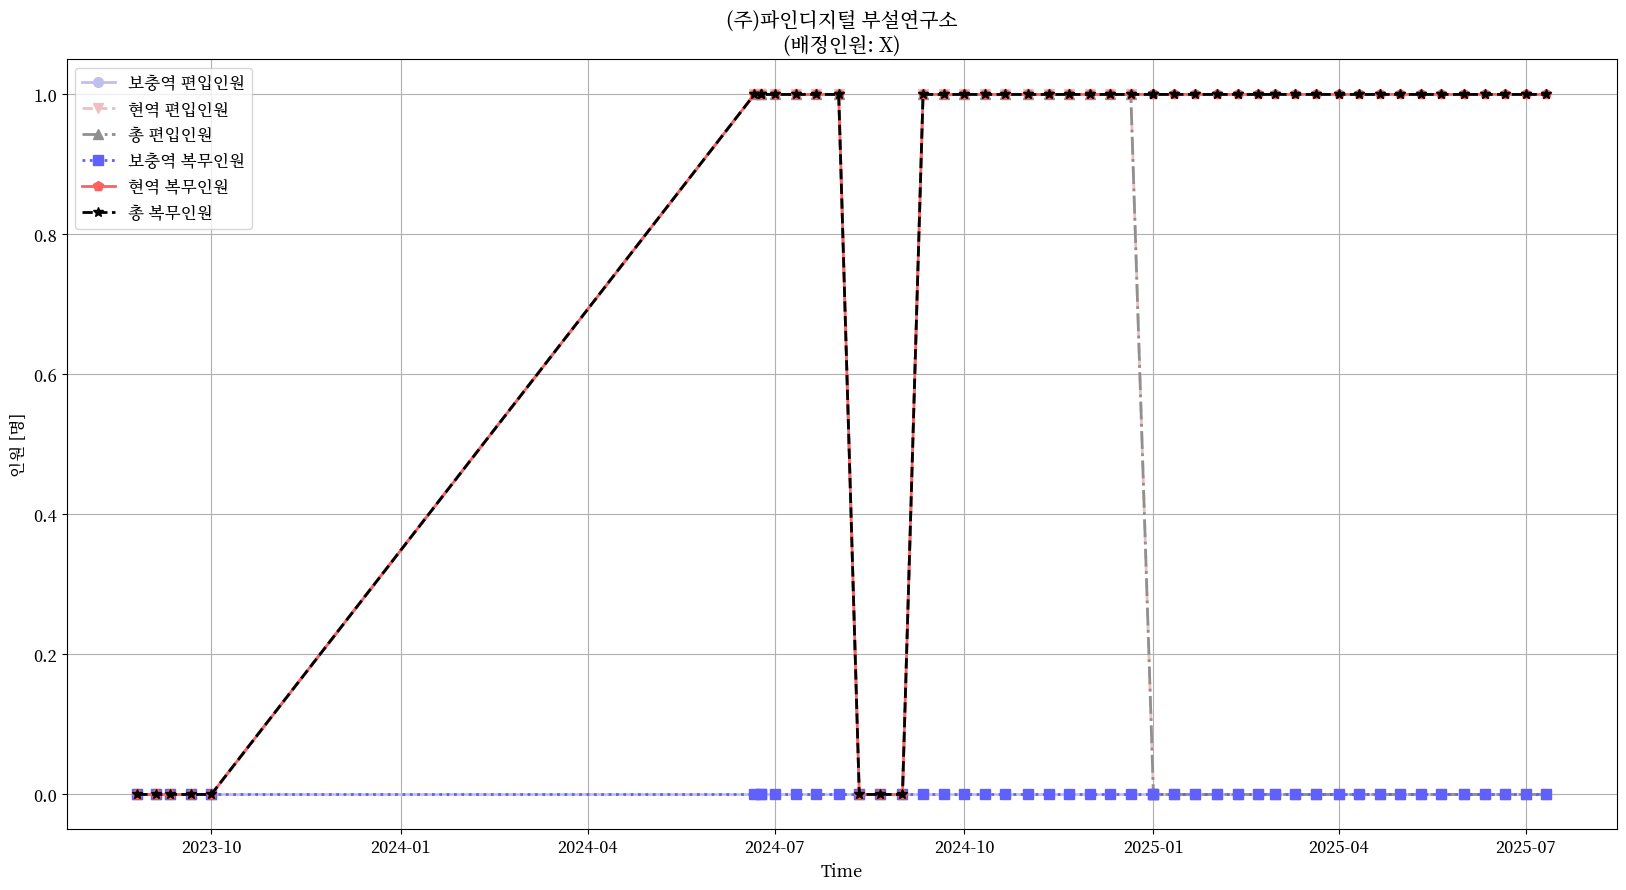 (주)파인디지털 부설연구소
(배정인원: X)
보충역 편입인원
현역 편입인원
총 편입인원
보충역 복무인원
현역 복무인원
총 복무인원
1.0
0.8
0.6
0.4
0.2
0.0
인원 [명]
2023-10
2024-01
2024-04
2024-07
2024-10
2025-01
2025-04
2025-07
Time